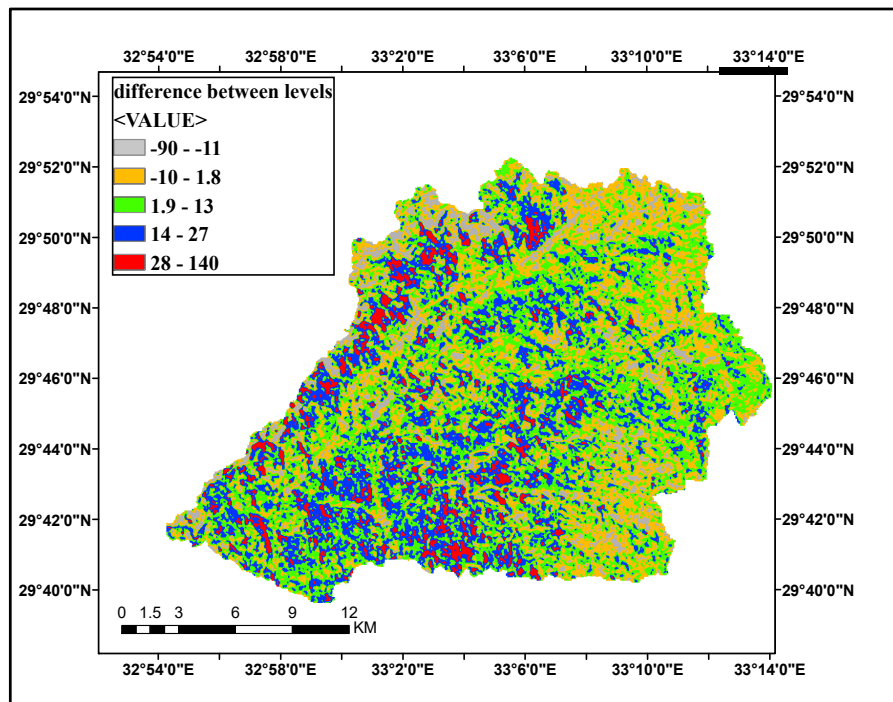 32°54'0"E 32°58'0"E 33°2'0"E 33°6'0"E 33°10'0"E 33°14'0"E
29°54'0"N 29°54'0"N
difference between levels
<VALUE>
-90 - -11
-10 - 1.8
1.9 - 13
14 - 27
28 - 140
29°52'0"N 29°52'0"N
29°50'0"N 29°50'0"N
29°48'0"N 29°48'0"N
29°46'0"N 29°46'0"N
29°44'0"N 29°44'0"N
29°42'0"N 29°42'0"N
29°40'0"N 29°40'0"N
0 1.5 3 6 9 12
KM
32°54'0"E 32°58'0"E 33°2'0"E 33°6'0"E 33°10'0"E 33°14'0"E